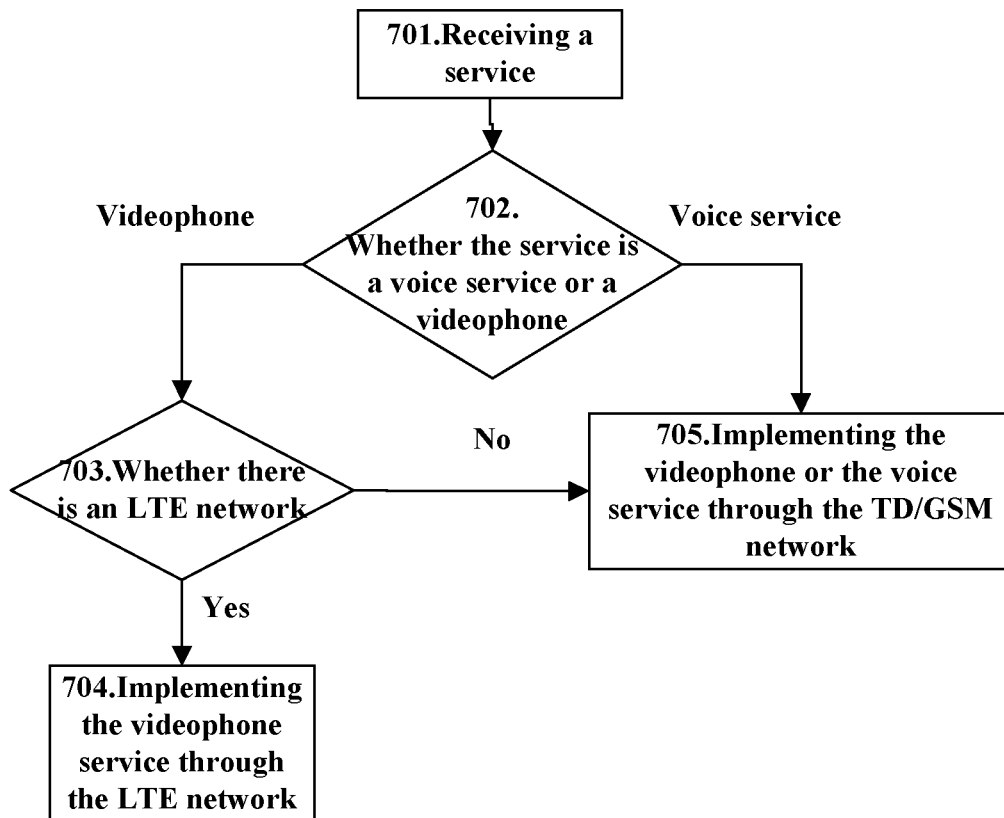 701.Receiving a
service
Videophone
702.
Whether the service is
a voice service or a
videophone
Voice service
703.Whether there
is an LTE network
No
705.Implementing the
videophone or the voice
service through the TD/GSM
network
Yes
704.Implementing
the videophone
service through
the LTE network